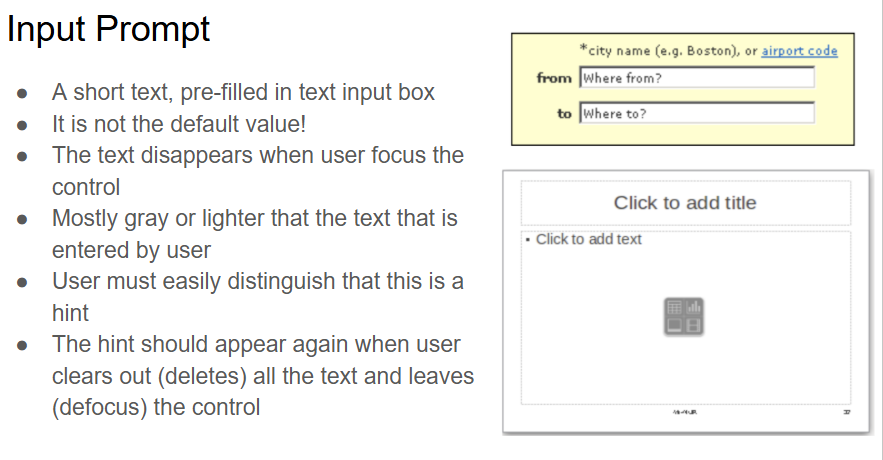 Input Prompt
● A short text, pre-filled in text input box
● It is not the default value!
● The text disappears when user focus the
control
● Mostly gray or lighter that the text that is
entered by user
● User must easily distinguish that this is a
hint
● The hint should appear again when user
clears out (deletes) all the text and leaves
(defocus) the control
*city name (e.g. Boston), or airport code
from Where from?
to Where to?
Click to add title
• Click to add text